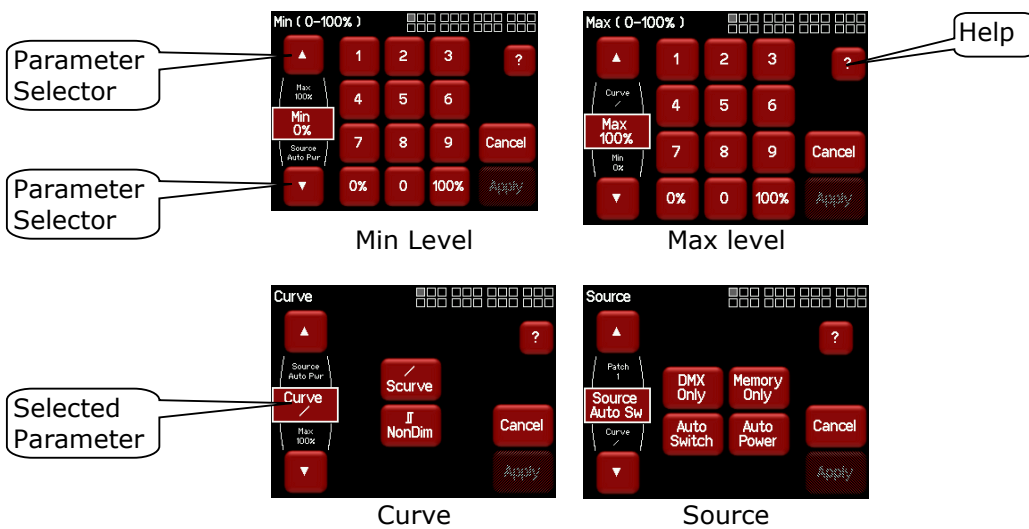 Parameter
Selector
Parameter
Selector
Min ( 0-100% )
▲
Max
100%
Min
0%
Source
Auto Pwr
▼
1 2 3
4 5 6
7 8 9
0% 0 100%
?
Cancel
Apply
Min Level
Max ( 0-100% )
▲
Curve
/
Max
100%
Min
0%
▼
1 2 3
4 5 6
7 8 9
0% 0 100%
?
Cancel
Apply
Max level
Help
Selected
Parameter
Curve
▲
Source
Auto Pwr
Curve
/
Max
100%
▼
/
Scurve
NonDim
?
Cancel
Apply
Curve
Source
▲
Patch
1
Source
Auto Sw
Curve
/
▼
DMX
Only
Memory
Only
Auto
Switch
Auto
Power
?
Cancel
Apply
Source